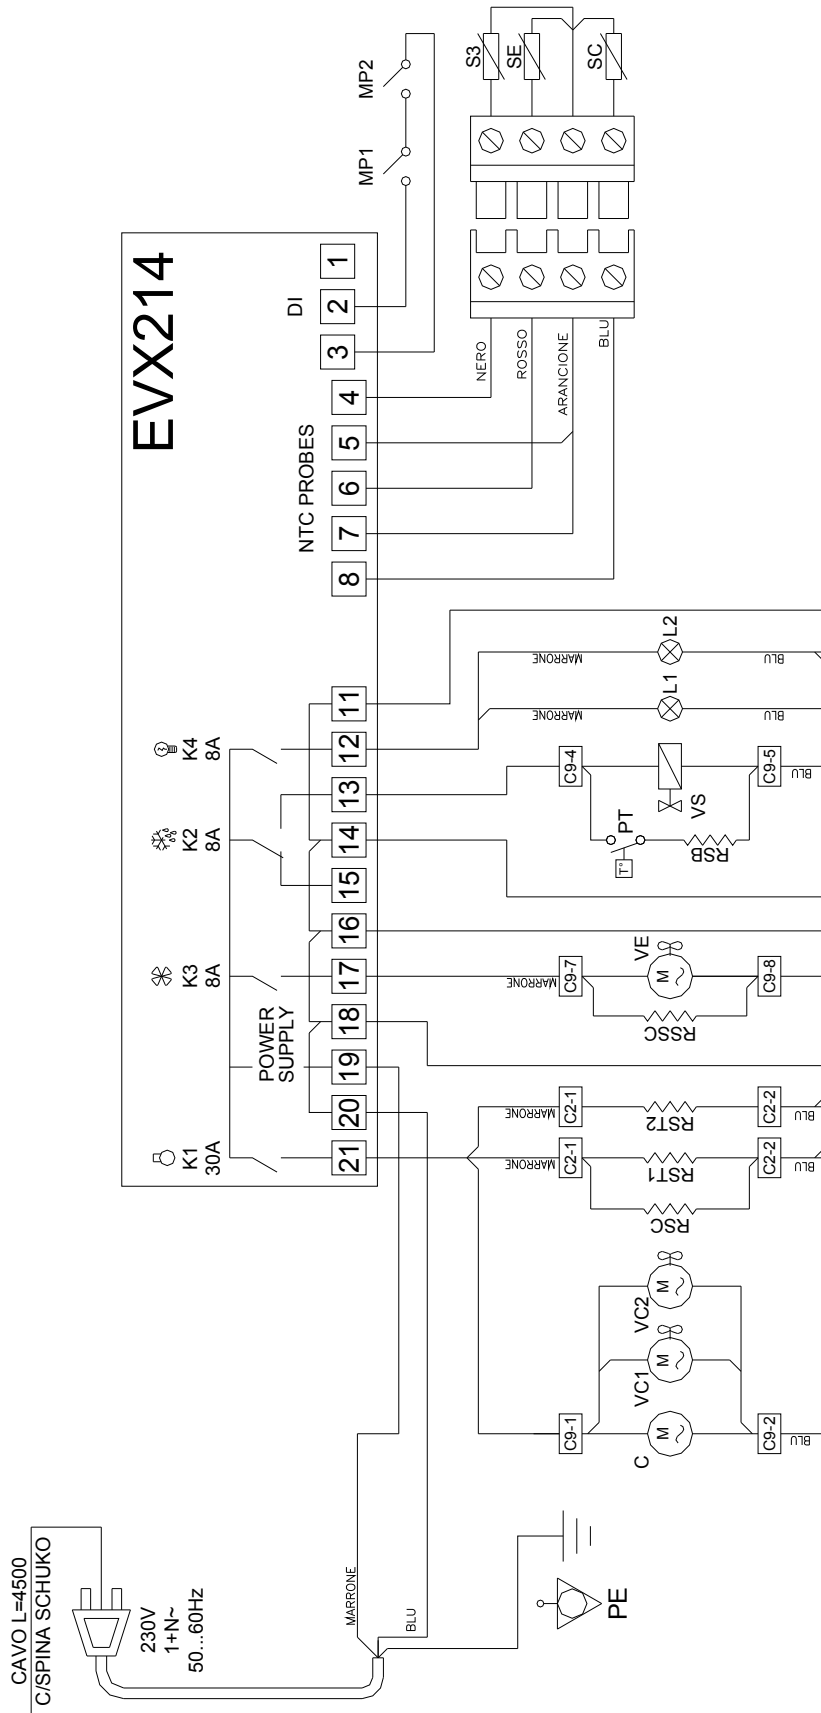 CAVO L=4500
C/SPINA SCHUKO
230V
1+N~
50...60Hz
MARRONE
BLU
PE
EVX214
K1
30A
POWER
SUPPLY
K3
8A
K2
8A
K4
8A
NTC PROBES
DI
21
20
19
18
17
16
15
14
13
12
11
8
7
6
5
4
3
2
1
MP1
MP2
NERO
ROSSO
ARANCIONE
BLU
S3
SE
SC
C9-1
C
M
VC1
M
VC2
M
C9-2
BLU
MARRONE
C2-1
RSC
RST1
C2-2
BLU
MARRONE
C2-1
RST2
C2-2
BLU
MARRONE
C9-7
RSSC
M
VE
C9-8
C9-4
T°
PT
RSB
VS
C9-5
BLU
MARRONE
L1
BLU
MARRONE
L2
BLU